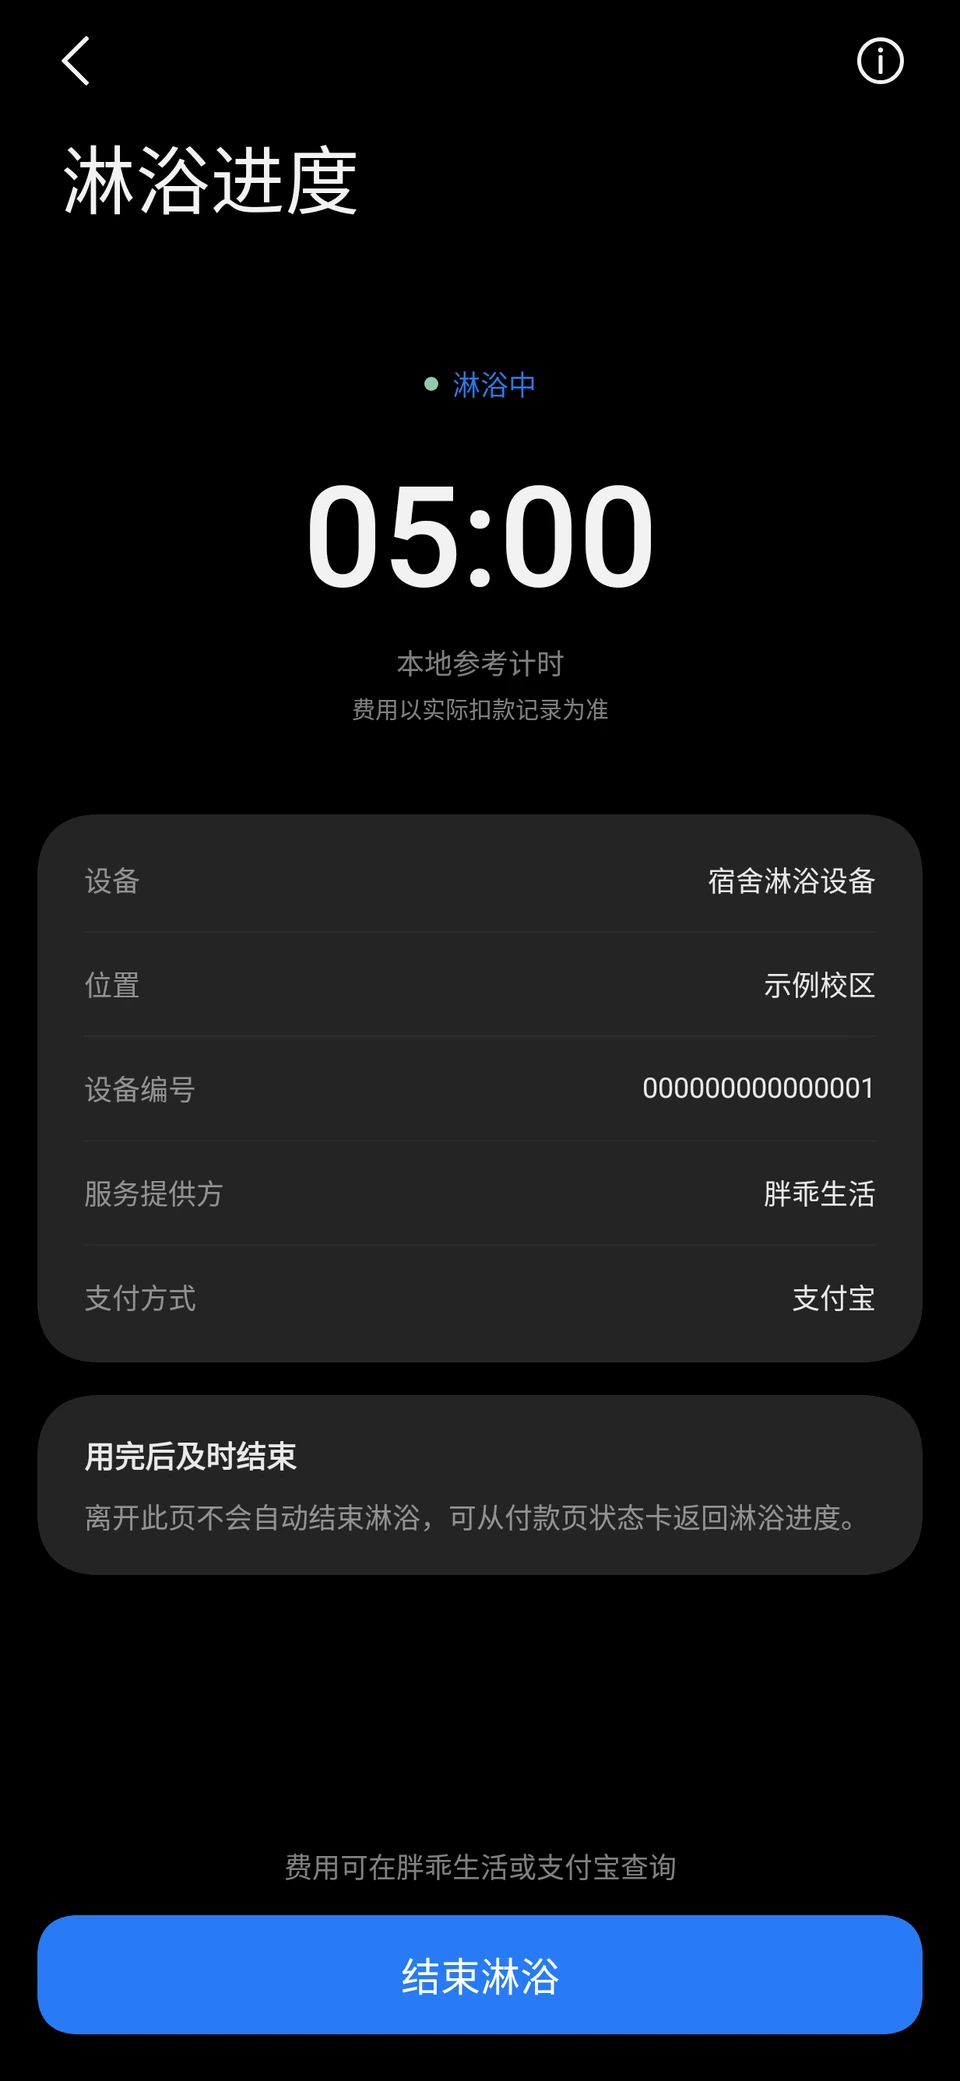 淋浴进度
淋浴中
05:00
本地参考计时
费用以实际扣款记录为准
设备 宿舍淋浴设备
位置 示例校区
设备编号 000000000000001
服务提供方 胖乖生活
支付方式 支付宝
用完后及时结束
离开此页不会自动结束淋浴，可从付款页状态卡返回淋浴进度。
费用可在胖乖生活或支付宝查询
结束淋浴